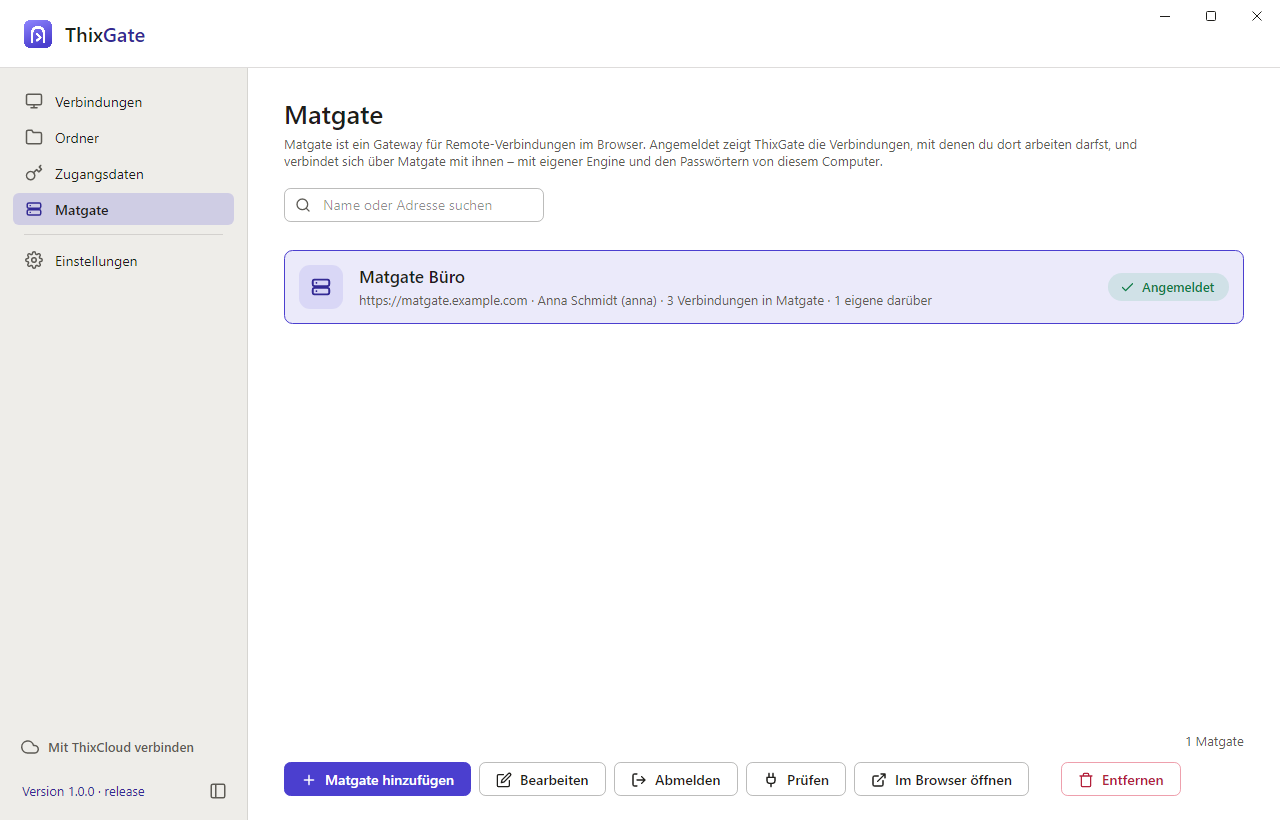 ThixGate
Verbindungen
Ordner
Zugangsdaten
Matgate
Einstellungen
Mit ThixCloud verbinden
Version 1.0.0 · release
Matgate
Matgate ist ein Gateway für Remote-Verbindungen im Browser. Angemeldet zeigt ThixGate die Verbindungen, mit denen du dort arbeiten darfst, und
verbindet sich über Matgate mit ihnen – mit eigener Engine und den Passwörtern von diesem Computer.
Name oder Adresse suchen
Matgate Büro
https://matgate.example.com · Anna Schmidt (anna) · 3 Verbindungen in Matgate · 1 eigene darüber
Angemeldet
1 Matgate
Matgate hinzufügen
Bearbeiten
Abmelden
Prüfen
Im Browser öffnen
Entfernen